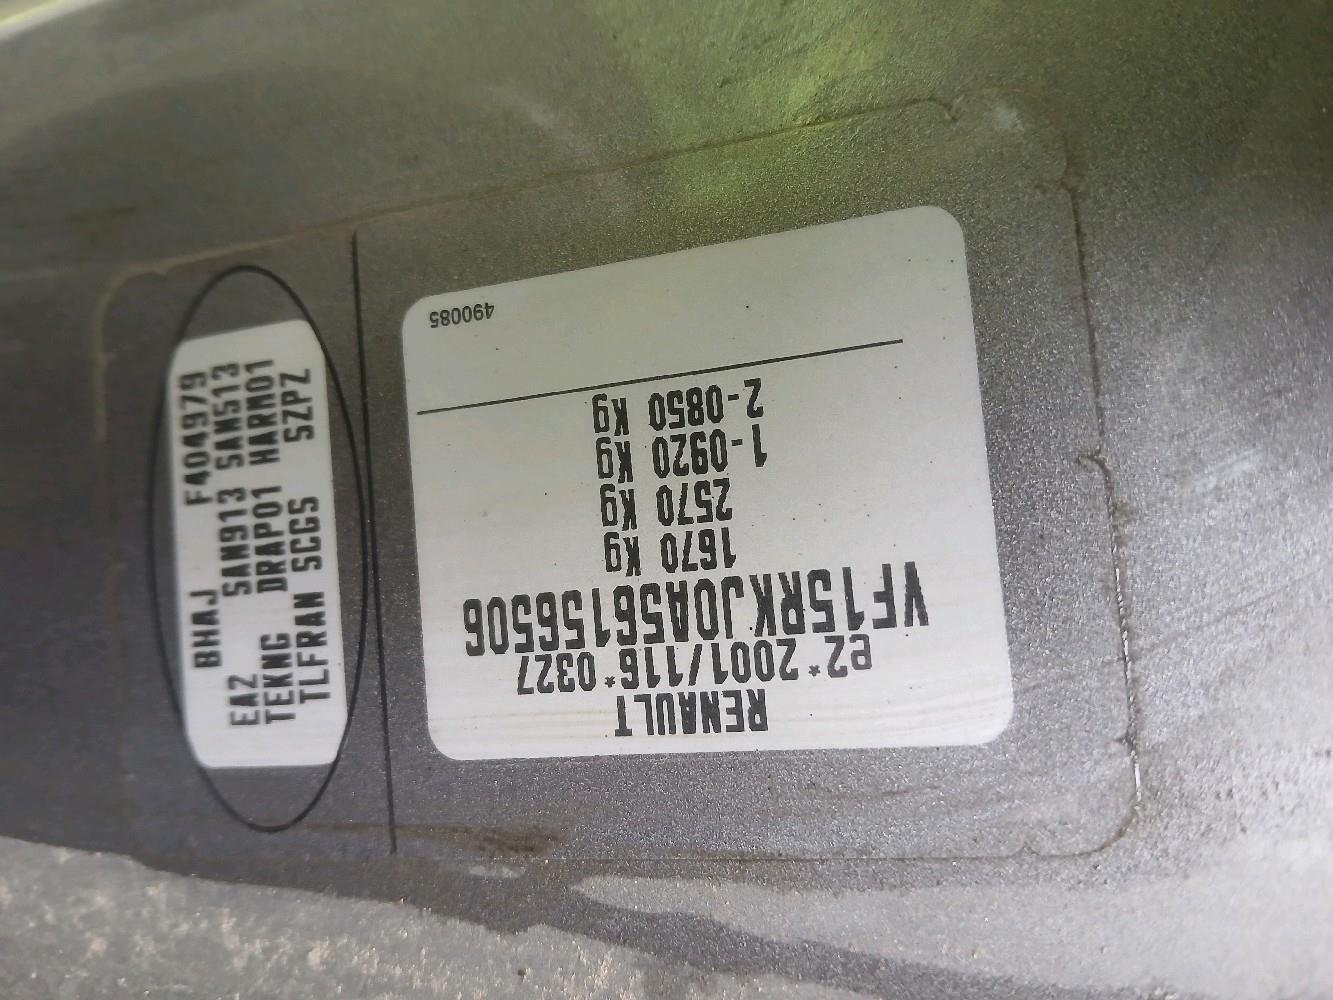 RENAULT
e2*2001/116*0327
VF15RKJ0A56156506
1670 Kg
2570 Kg
1-0920 Kg
2-0850 Kg
490085
BHAJ F404979
EA2 SAN913 SAN513
TEKNG DRAP01 HARM01
TLFRAN SCGS SZPZ